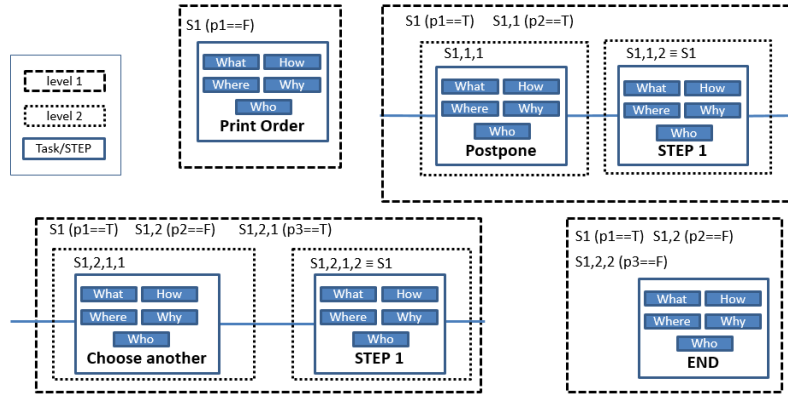 level 1
level 2
Task/STEP
S1 (p1==F)
What How
Where Why
Who
Print Order
S1 (p1==T) S1,1 (p2==T)
S1,1,1
What How
Where Why
Who
Postpone
S1,1,2 ≡ S1
What How
Where Why
Who
STEP 1
S1 (p1==T) S1,2 (p2==F) S1,2,1 (p3==T)
S1,2,1,1
What How
Where Why
Who
Choose another
S1,2,1,2 ≡ S1
What How
Where Why
Who
STEP 1
S1 (p1==T) S1,2 (p2==F)
S1,2,2 (p3==F)
What How
Where Why
Who
END